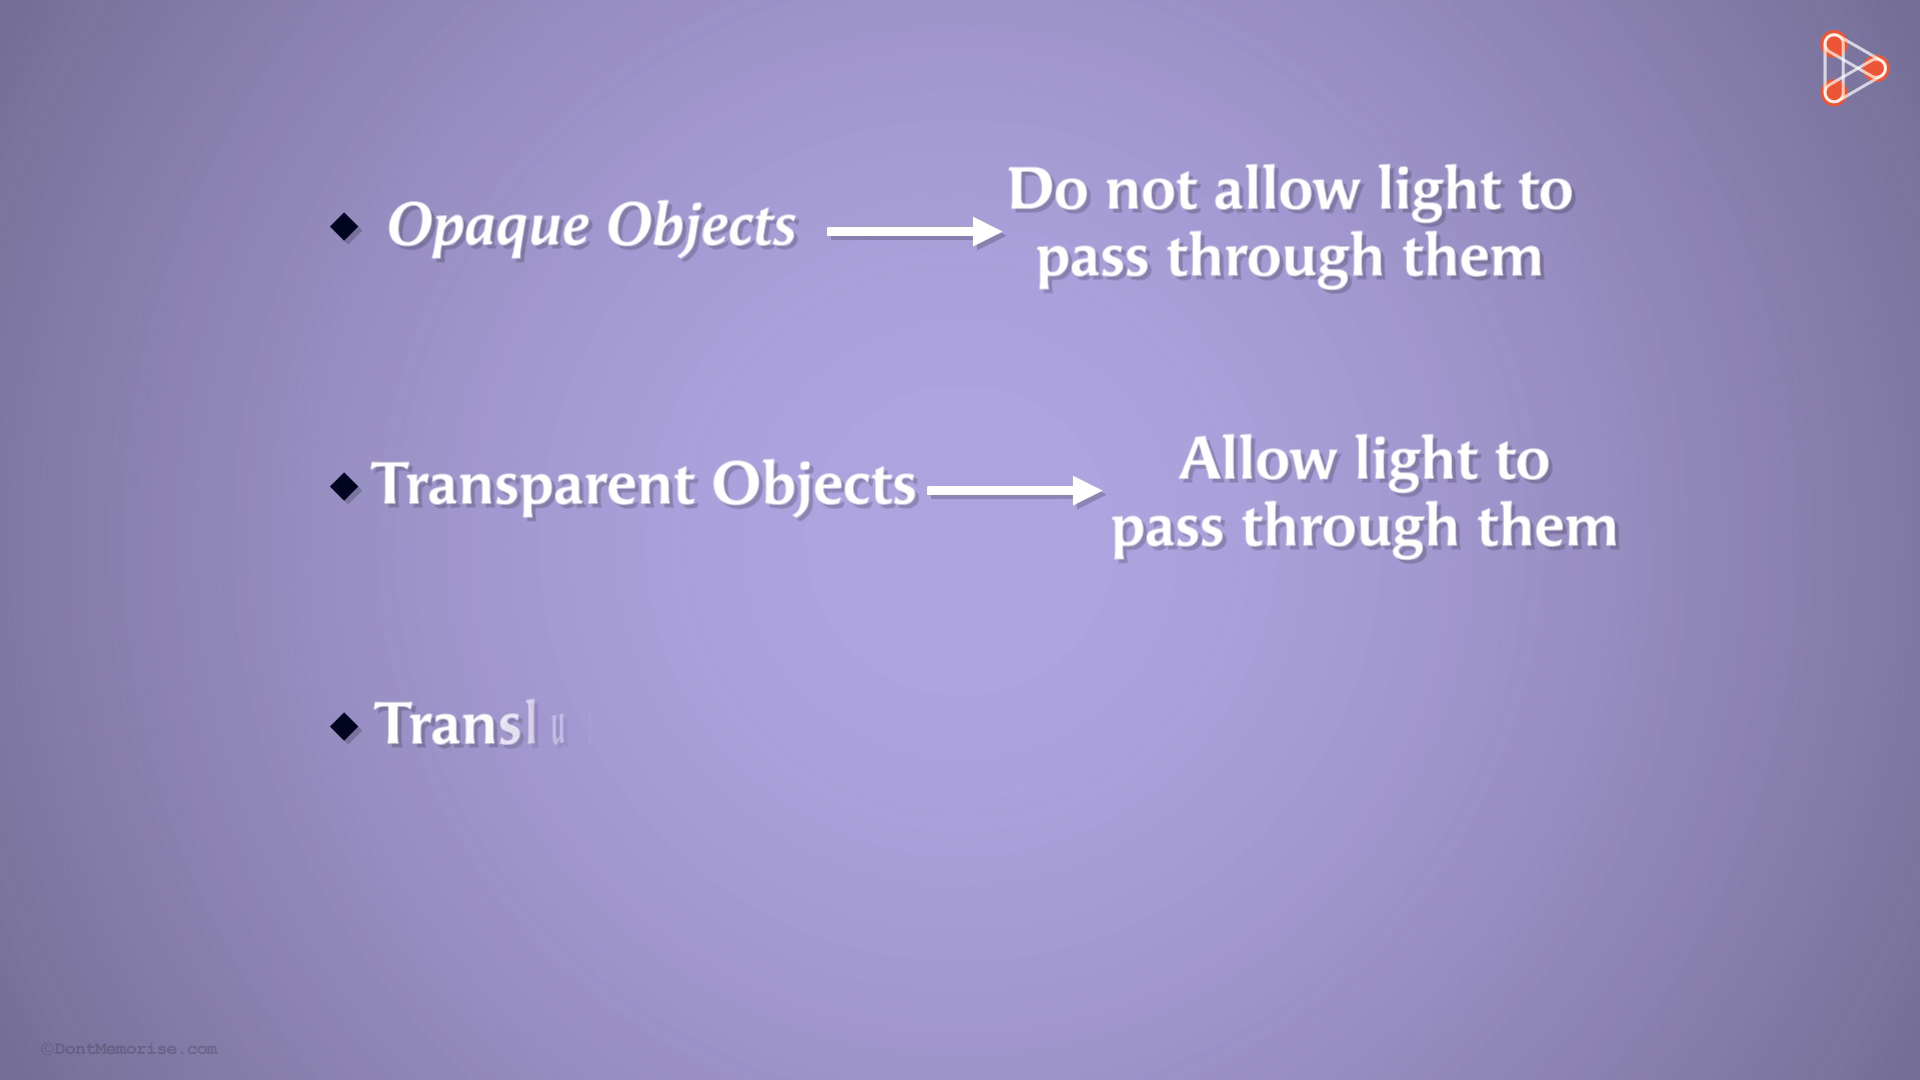 ◆ Opaque Objects → Do not allow light to
pass through them
◆ Transparent Objects → Allow light to
pass through them
◆ Translu
©DontMemorise.com